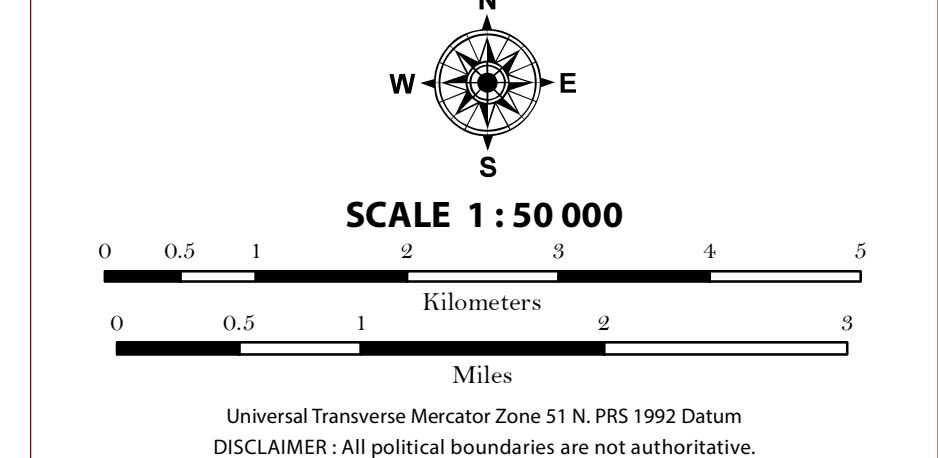 N
W E
S
SCALE 1 : 50 000
0 0.5 1 2 3 4 5
Kilometers
0 0.5 1 2 3
Miles
Universal Transverse Mercator Zone 51 N. PRS 1992 Datum
DISCLAIMER : All political boundaries are not authoritative.